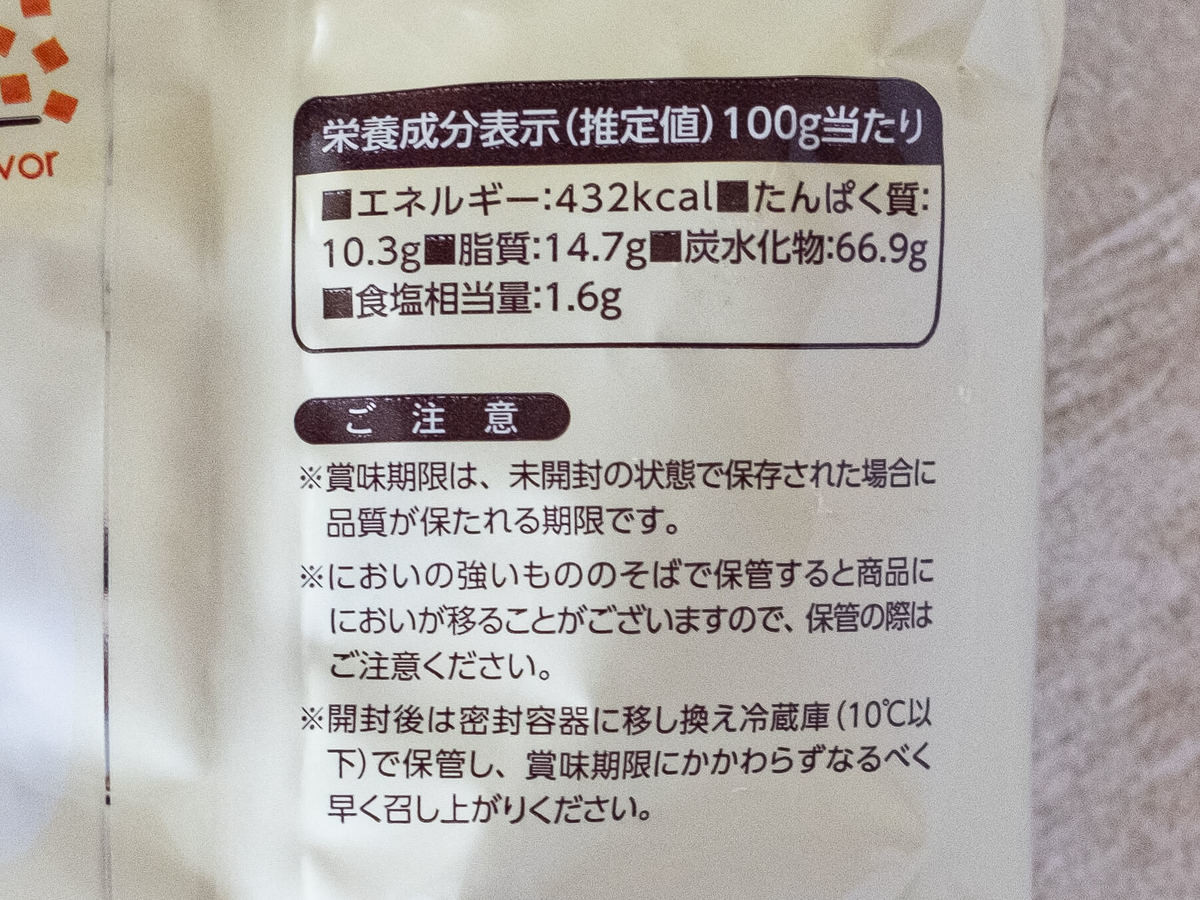 vor
栄養成分表示(推定値)100g当たり
■エネルギー:432kcal■たんぱく質:
10.3g■脂質:14.7g■炭水化物:66.9g
■食塩相当量:1.6g
ご注意
※賞味期限は、未開封の状態で保存された場合に
品質が保たれる期限です。
※においの強いもののそばで保管すると商品に
においが移ることがございますので、保管の際は
ご注意ください。
※開封後は密封容器に移し換え冷蔵庫(10℃以
下)で保管し、賞味期限にかかわらずなるべく
早く召し上がりください。